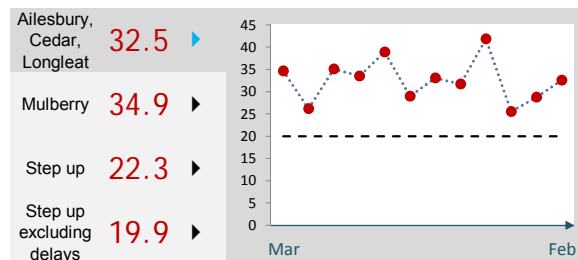 Ailesbury,
Cedar,
Longleat
32.5
Mulberry
34.9
Step up
22.3
Step up
excluding
delays
19.9
45
40
35
30
25
20
15
10
5
0
Mar
Feb